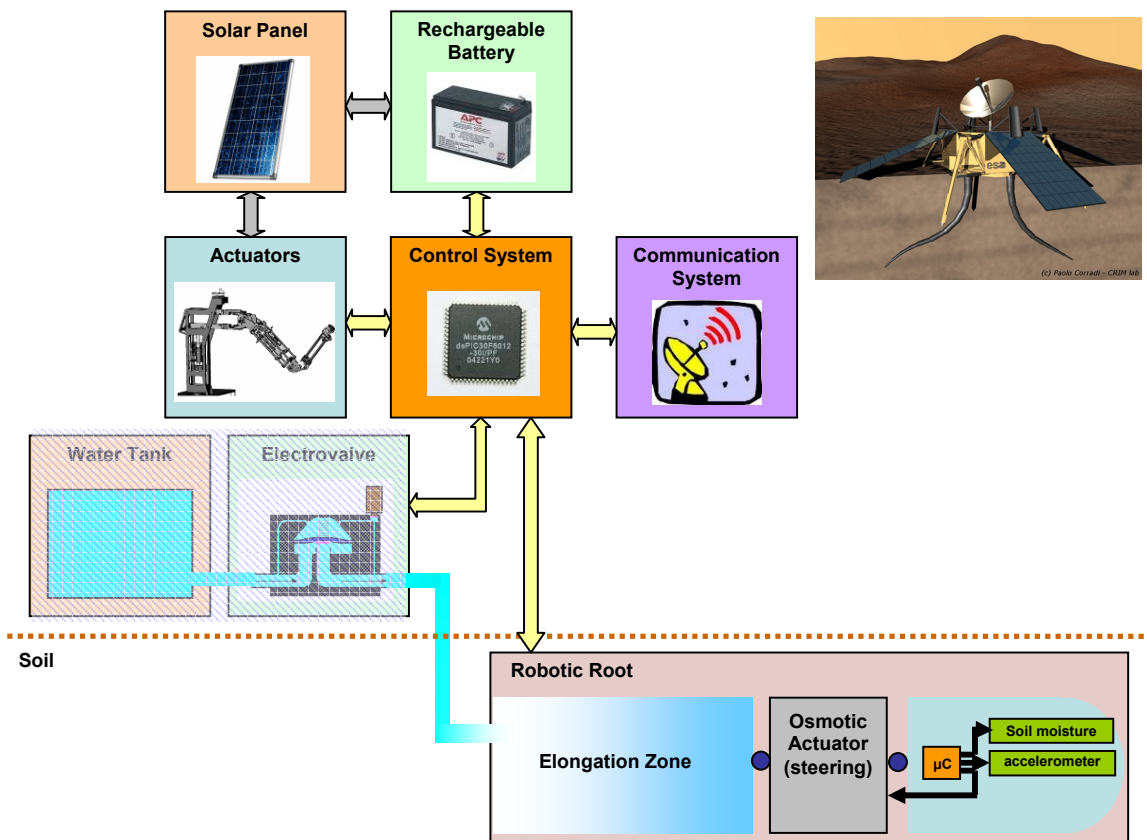 Solar Panel
Rechargeable
Battery
APC
esa
(c) Paolo Corradi - CRIM lab
Actuators
Control System
MICROCHIP
dsPIC30F6012
-30I/PF
04221Y0
Communication
System
Water Tank
Electrovalve
Soil
Robotic Root
Elongation Zone
Osmotic
Actuator
(steering)
µC
Soil moisture
accelerometer